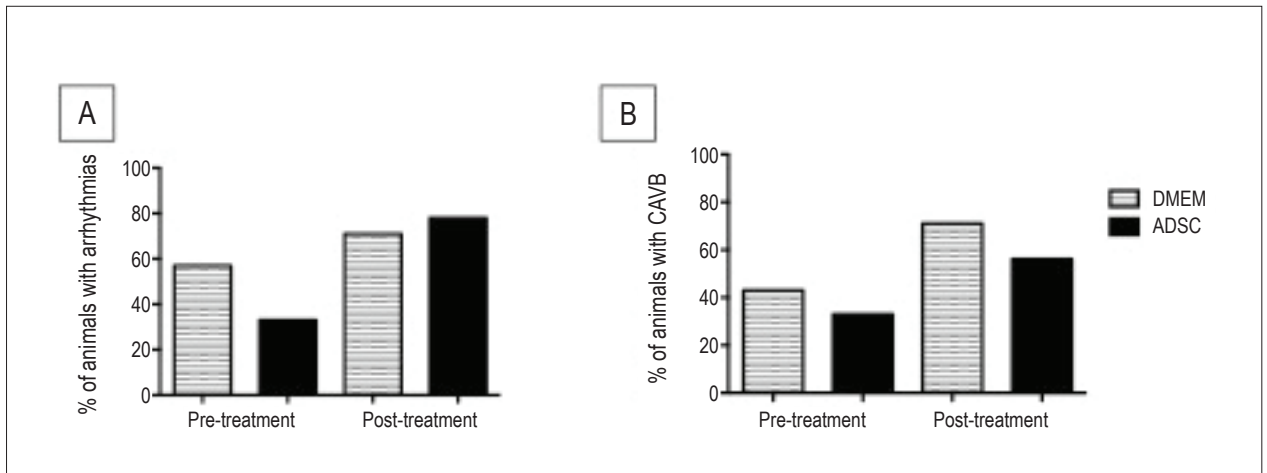 A
% of animals with arrhythmias
100
80
60
40
20
0
Pre-treatment Post-treatment
B
% of animals with CAVB
100
80
60
40
20
0
Pre-treatment Post-treatment
DMEM
ADSC